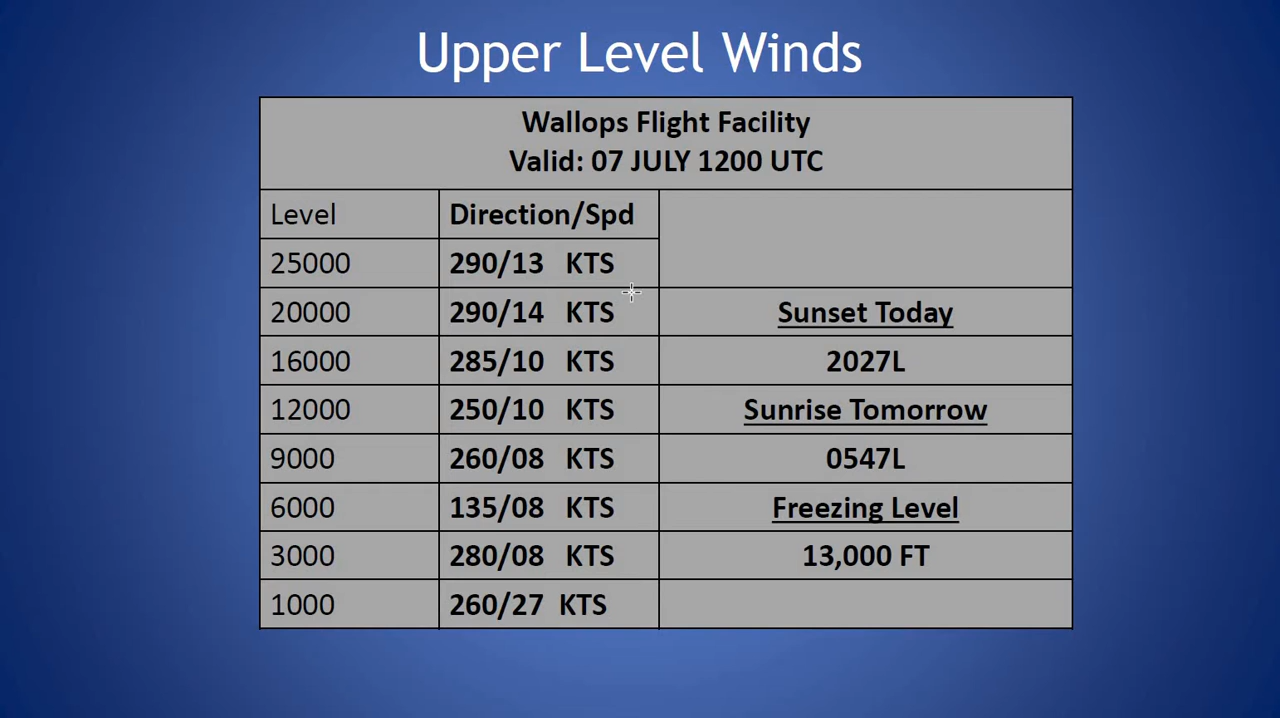 Upper Level Winds
Wallops Flight Facility
Valid: 07 JULY 1200 UTC
Level Direction/Spd
25000 290/13 KTS
20000 290/14 KTS Sunset Today
16000 285/10 KTS 2027L
12000 250/10 KTS Sunrise Tomorrow
9000 260/08 KTS 0547L
6000 135/08 KTS Freezing Level
3000 280/08 KTS 13,000 FT
1000 260/27 KTS